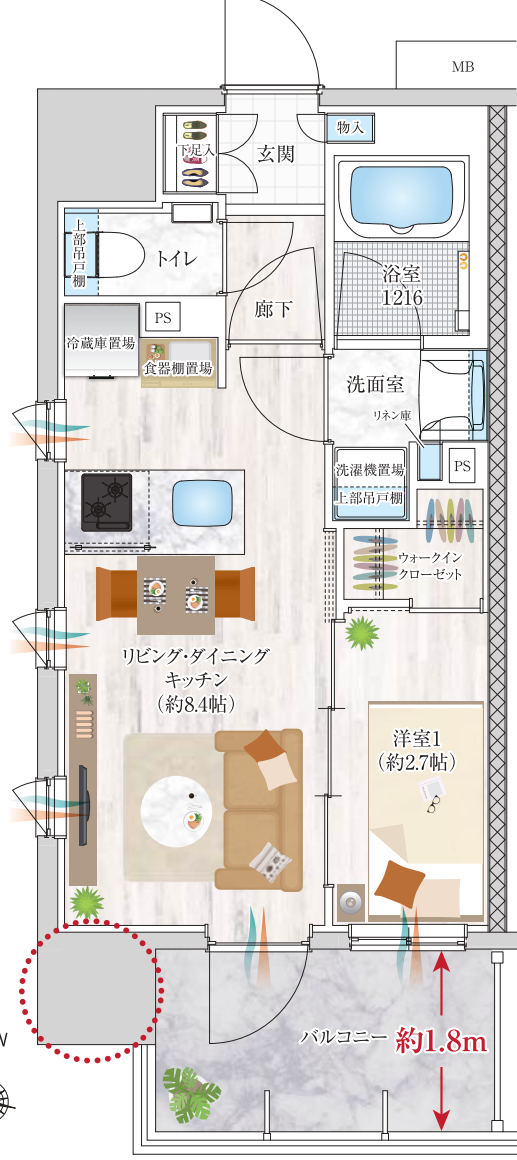 MB
物入
下足入
玄関
上部吊戸棚
トイレ
浴室
1216
廊下
PS
冷蔵庫置場
食器棚置場
洗面室
リネン庫
洗濯機置場
上部吊戸棚
PS
ウォークイン
クローゼット
リビング・ダイニング
キッチン
（約8.4帖）
洋室1
（約2.7帖）
バルコニー 約1.8m